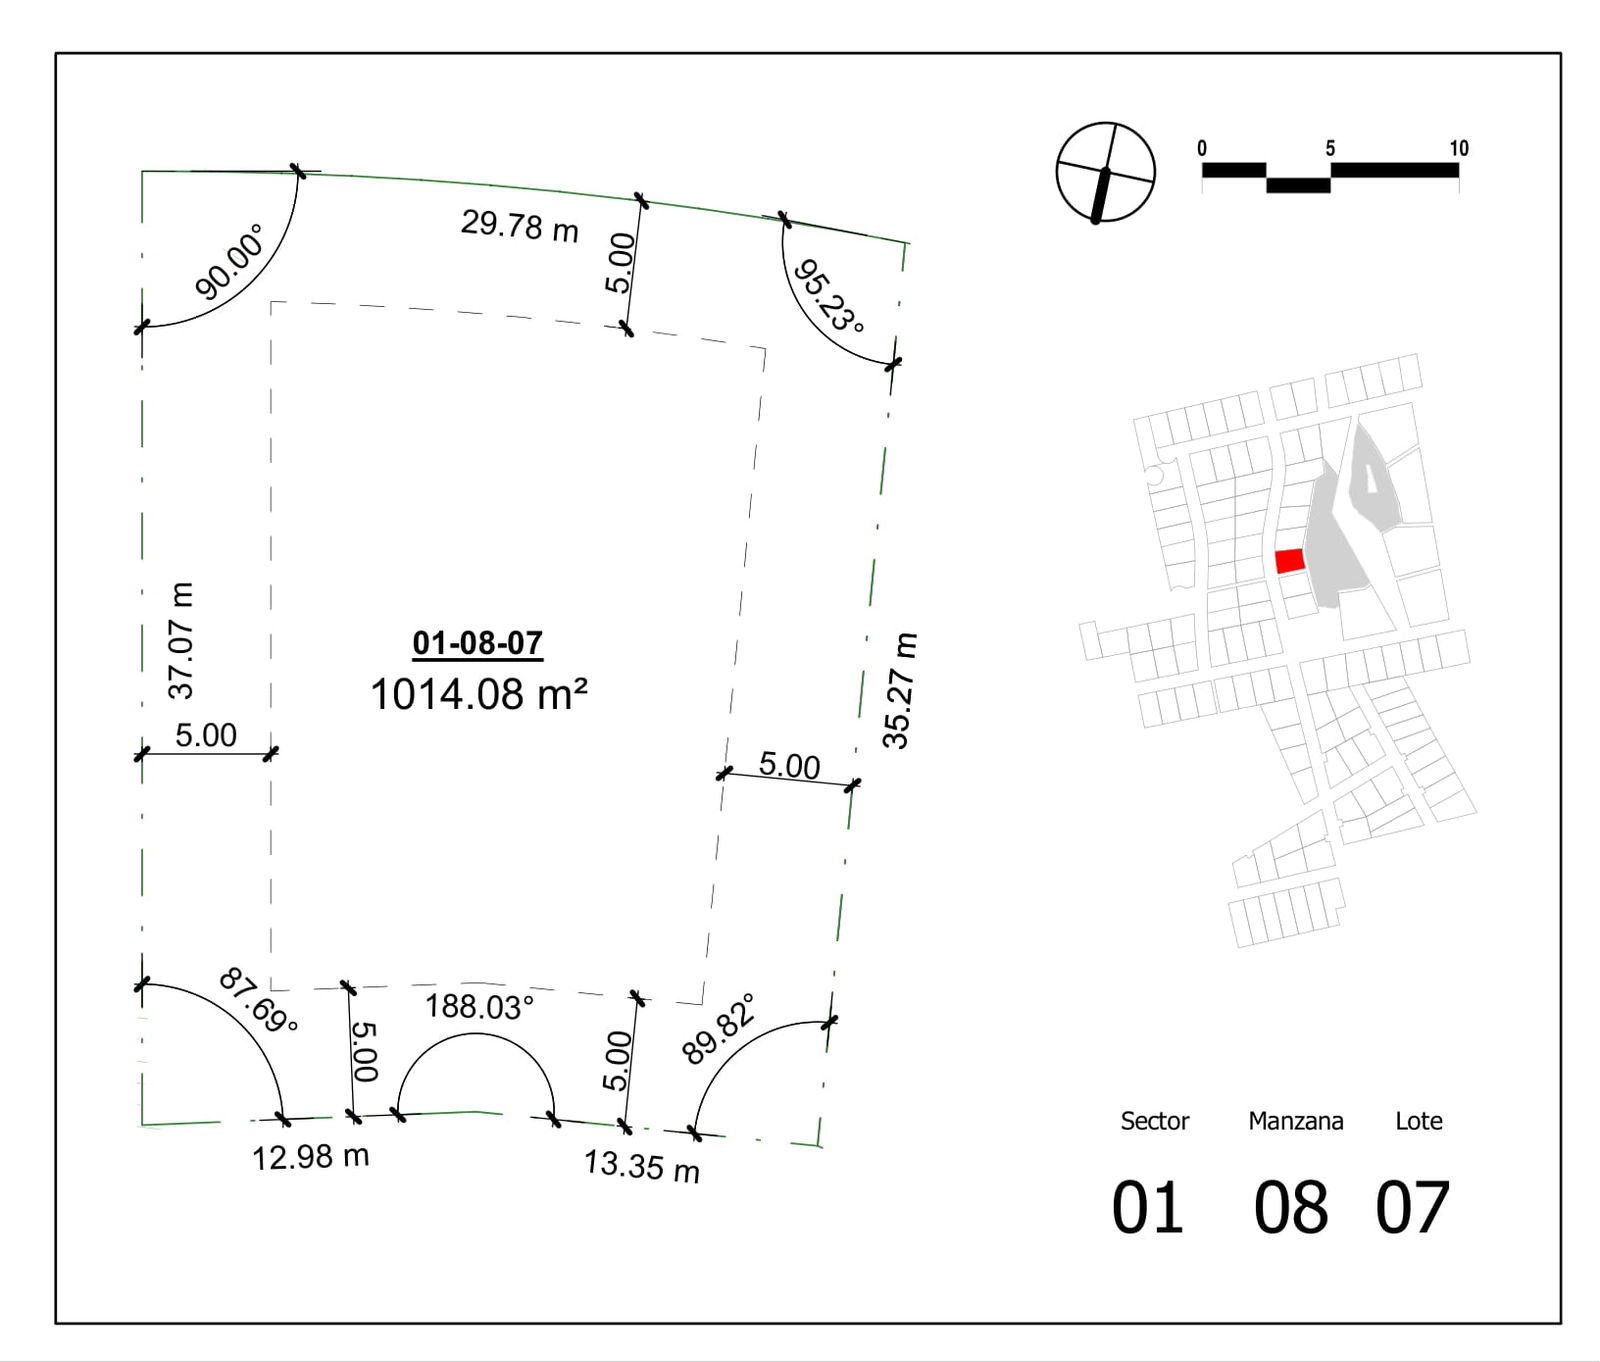 0 5 10
29.78 m
5.00
90.00°
95.23°
37.07 m
01-08-07
1014.08 m²
35.27 m
5.00
5.00
87.69°
188.03°
89.82°
5.00
5.00
12.98 m
13.35 m
Sector Manzana Lote
01 08 07